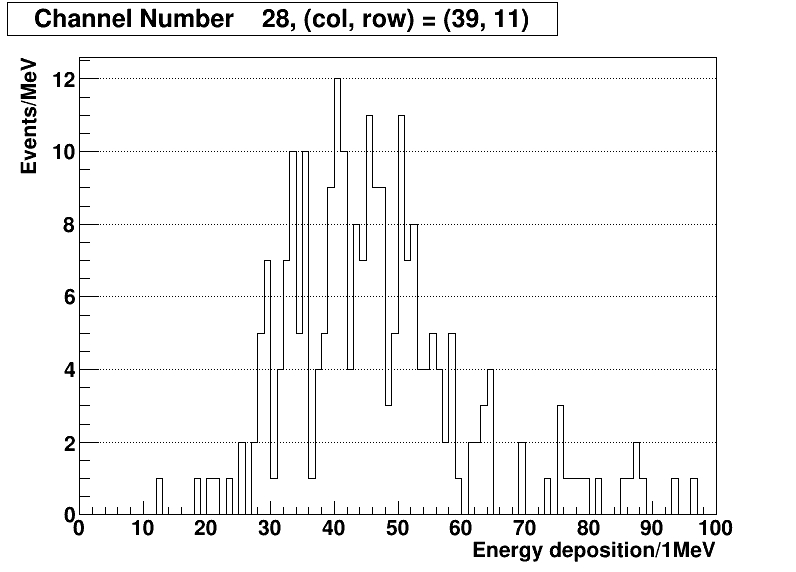 Channel Number 28, (col, row) = (39, 11)
Events/MeV
12
10
8
6
4
2
0
0 10 20 30 40 50 60 70 80 90 100
Energy deposition/1MeV